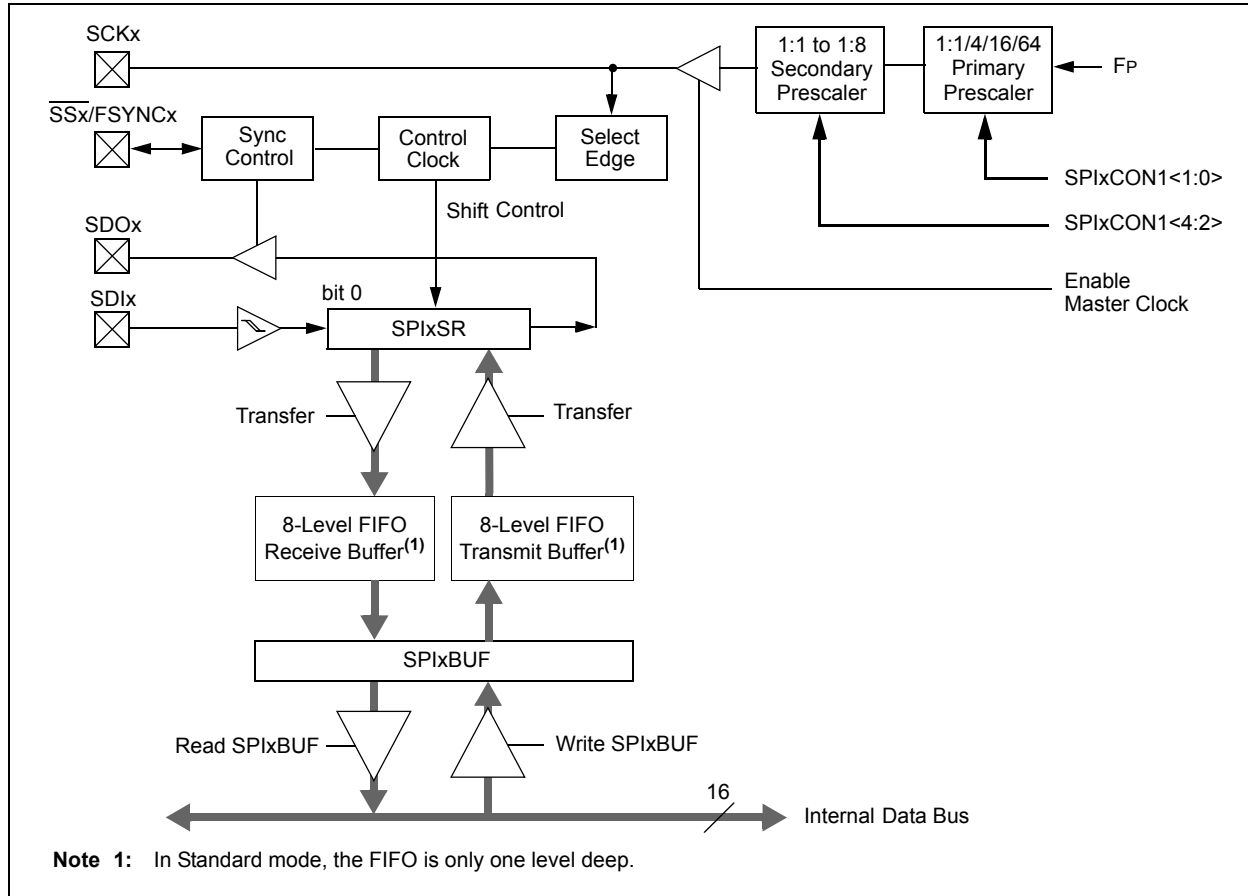 SCKx
1:1 to 1:8
Secondary
Prescaler
1:1/4/16/64
Primary
Prescaler
FP
SSx/FSYNCx
Sync
Control
Control
Clock
Select
Edge
SPIxCON1<1:0>
Shift Control
SPIxCON1<4:2>
SDOx
Enable
Master Clock
SDIx
bit 0
SPIxSR
Transfer
Transfer
8-Level FIFO
Receive Buffer(1)
8-Level FIFO
Transmit Buffer(1)
SPIxBUF
Read SPIxBUF
Write SPIxBUF
16
Internal Data Bus
Note 1: In Standard mode, the FIFO is only one level deep.